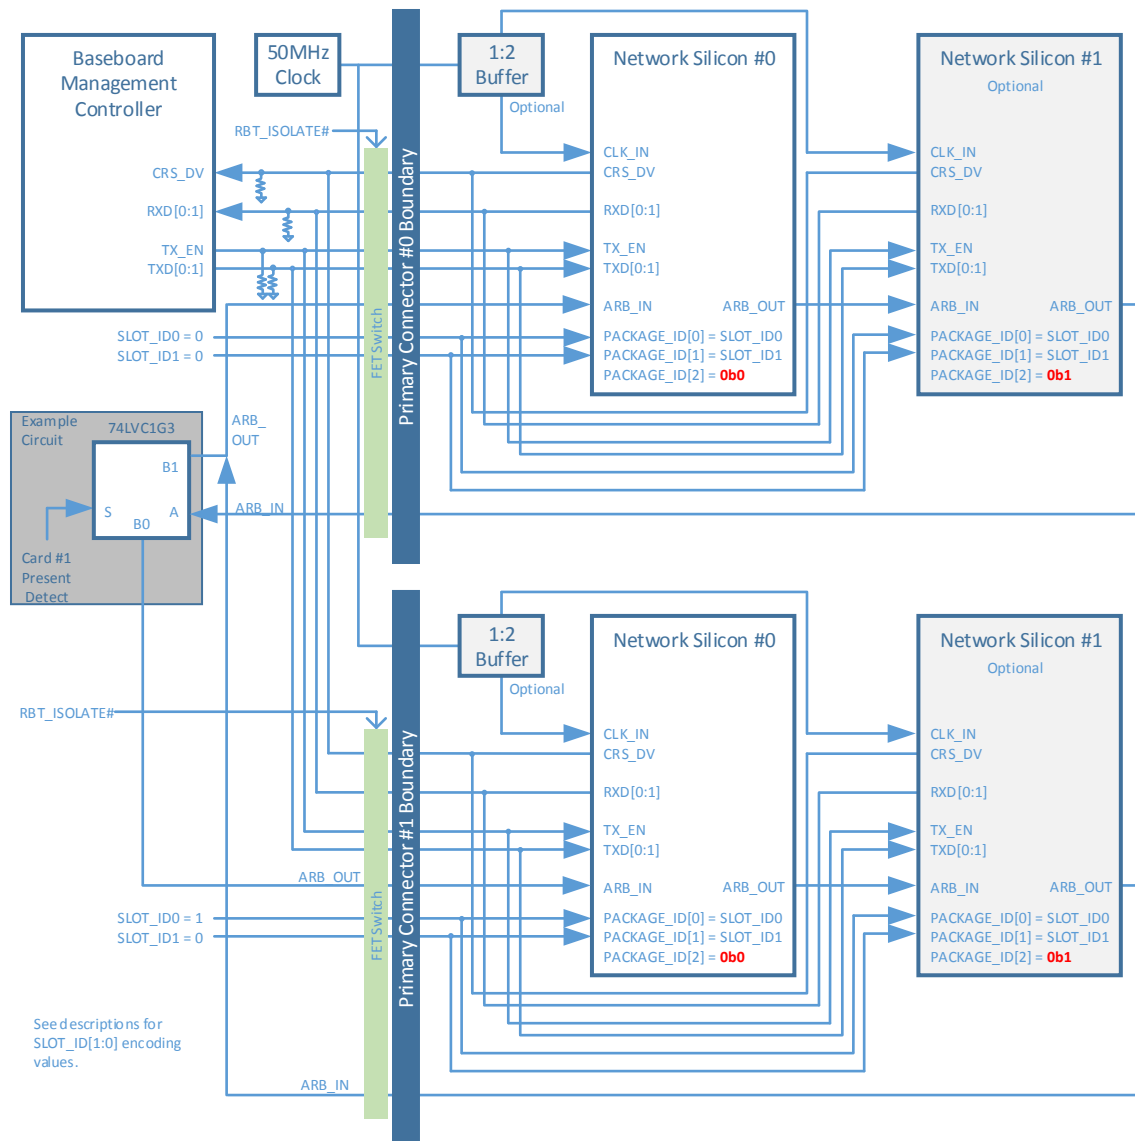 Baseboard
Management
Controller
CRS_DV
RXD[0:1]
TX_EN
TXD[0:1]
50MHz
Clock
RBT_ISOLATE#
SLOT_ID0 = 0
SLOT_ID1 = 0
FET Switch
Primary Connector #0 Boundary
1:2
Buffer
Optional
Network Silicon #0
CLK_IN
CRS_DV
RXD[0:1]
TX_EN
TXD[0:1]
ARB_IN ARB_OUT
PACKAGE_ID[0] = SLOT_ID0
PACKAGE_ID[1] = SLOT_ID1
PACKAGE_ID[2] = 0b0
Network Silicon #1
Optional
CLK_IN
CRS_DV
RXD[0:1]
TX_EN
TXD[0:1]
ARB_IN ARB_OUT
PACKAGE_ID[0] = SLOT_ID0
PACKAGE_ID[1] = SLOT_ID1
PACKAGE_ID[2] = 0b1
Example
Circuit
74LVC1G3
B1
S
A
B0
Card #1
Present
Detect
ARB_
OUT
ARB_IN
RBT_ISOLATE#
ARB_OUT
SLOT_ID0 = 1
SLOT_ID1 = 0
FET Switch
Primary Connector #1 Boundary
1:2
Buffer
Optional
Network Silicon #0
CLK_IN
CRS_DV
RXD[0:1]
TX_EN
TXD[0:1]
ARB_IN ARB_OUT
PACKAGE_ID[0] = SLOT_ID0
PACKAGE_ID[1] = SLOT_ID1
PACKAGE_ID[2] = 0b0
Network Silicon #1
Optional
CLK_IN
CRS_DV
RXD[0:1]
TX_EN
TXD[0:1]
ARB_IN ARB_OUT
PACKAGE_ID[0] = SLOT_ID0
PACKAGE_ID[1] = SLOT_ID1
PACKAGE_ID[2] = 0b1
See descriptions for
SLOT_ID[1:0] encoding
values.
ARB_IN